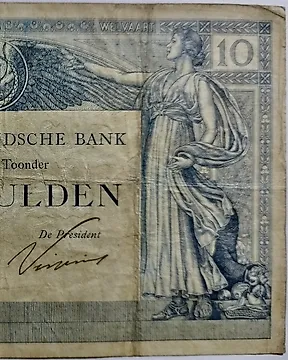 WELVAART
10
DSCHE BANK
Toonder
ULDEN
De President